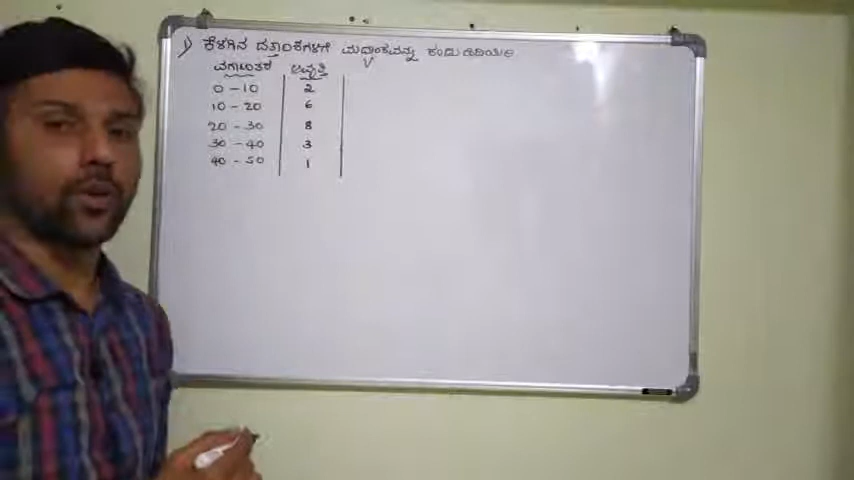 1) ಕೆಳಗಿನ ದತ್ತಾಂಕಗಳಿಗೆ ಮಧ್ಯಾಂಕವನ್ನು ಕಂಡು ಹಿಡಿಯಿರಿ
ವರ್ಗಾಂತರ ಆವೃತ್ತಿ
0 - 10 2
10 - 20 6
20 - 30 8
30 - 40 3
40 - 50 1